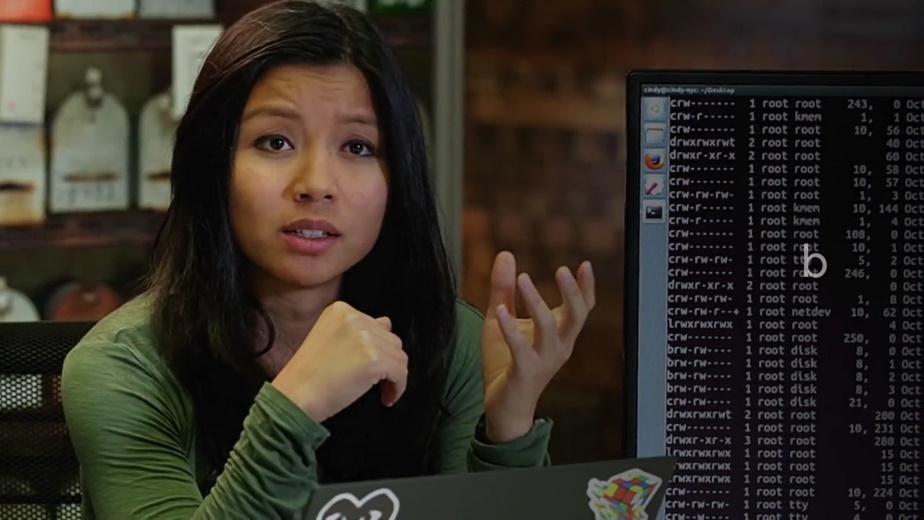 cindy@cindy-nyc: ~/Desktop
crw------- 1 root root 243, 0 Oct
crw-r----- 1 root kmem 1, 1 Oct
crw------- 1 root root 10, 56 Oct
drwxrwxrwt 2 root root 40 Oct
drwxr-xr-x 2 root root 60 Oct
crw------- 1 root root 10, 58 Oct
crw------- 1 root root 10, 57 Oct
crw-rw-rw- 1 root root 1, 3 Oct
crw-r----- 1 root kmem 10, 144 Oct
crw-r----- 1 root kmem 1, 4 Oct
crw------- 1 root root 108, 0 Oct
crw------- 1 root root 10, 1 Oct
crw-rw-rw- 1 root tty 5, 2 Oct
b
crw------- 1 root root 246, 0 Oct
drwxr-xr-x 2 root root 0 Oct
crw-rw-rw- 1 root root 1, 8 Oct
crw-rw-r--+ 1 root netdev 10, 62 Oct
lrwxrwxrwx 1 root root 4 Oct
crw------- 1 root root 250, 0 Oct
brw-rw---- 1 root disk 8, 0 Oct
brw-rw---- 1 root disk 8, 1 Oct
brw-rw---- 1 root disk 8, 2 Oct
brw-rw---- 1 root disk 8, 3 Oct
crw-rw---- 1 root disk 21, 0 Oct
drwxrwxrwt 2 root root 200 Oct
crw------- 1 root root 10, 231 Oct
drwxr-xr-x 3 root root 280 Oct
lrwxrwxrwx 1 root root 15 Oct
lrwxrwxrwx 1 root root 15 Oct
lrwxrwxrwx 1 root root 15 Oct
crw------- 1 root root 10, 224 Oct
crw-rw-rw- 1 root tty 5, 0 Oct
crw--w---- 1 root tty 4, 0 Oct